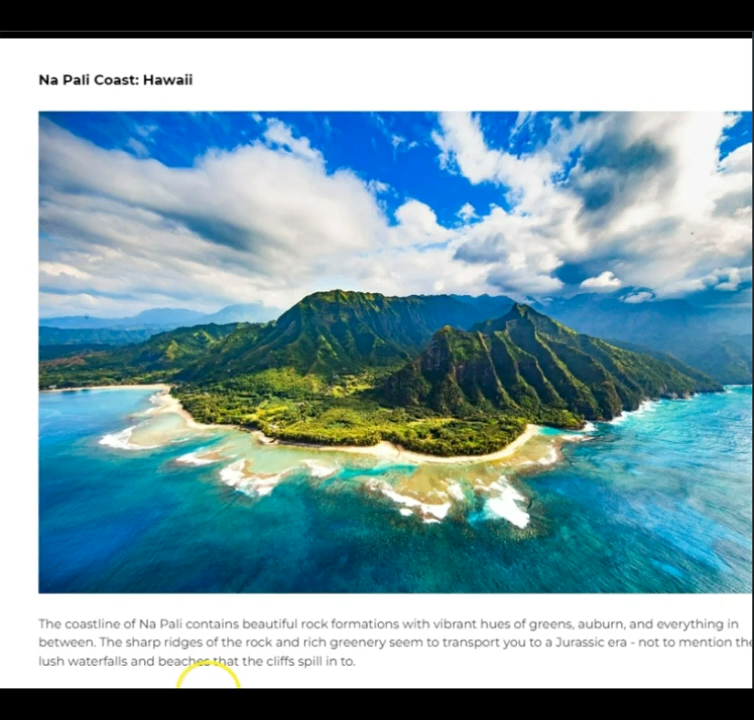 Na Pali Coast: Hawaii
The coastline of Na Pali contains beautiful rock formations with vibrant hues of greens, auburn, and everything in
between. The sharp ridges of the rock and rich greenery seem to transport you to a Jurassic era - not to mention the
lush waterfalls and beaches that the cliffs spill in to.